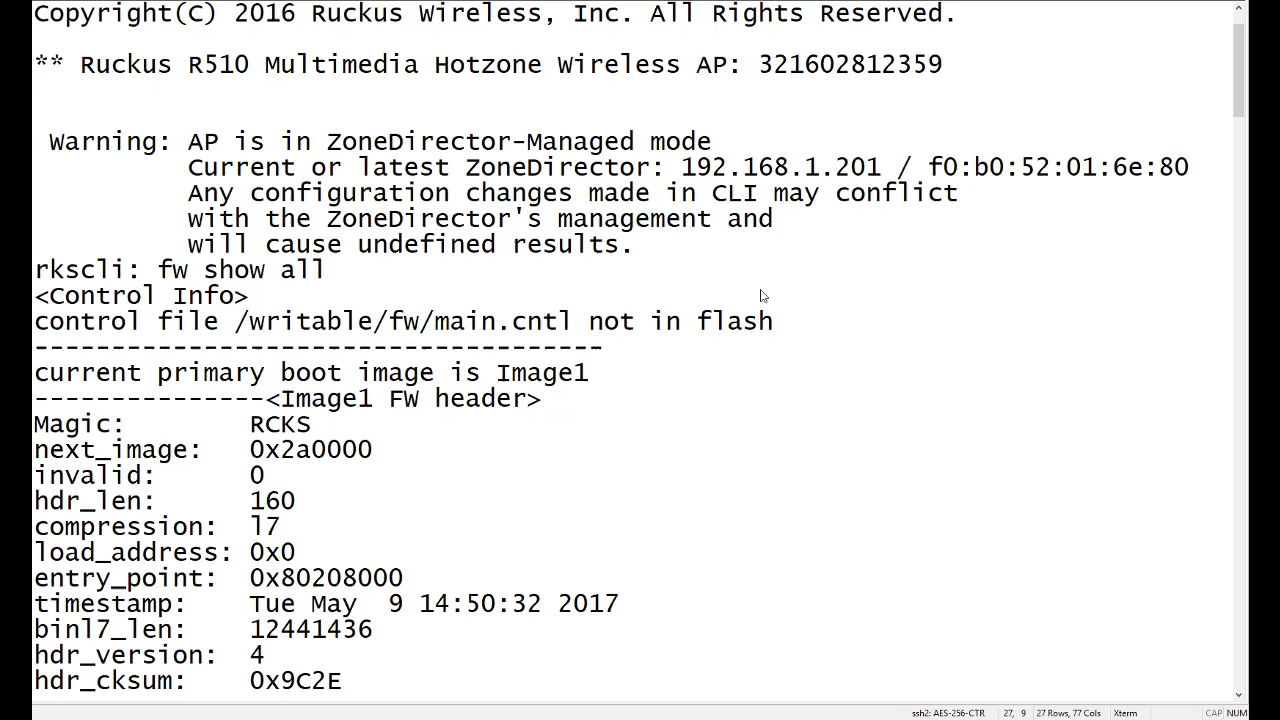 Copyright(C) 2016 Ruckus Wireless, Inc. All Rights Reserved.
** Ruckus R510 Multimedia Hotzone Wireless AP: 321602812359
Warning: AP is in ZoneDirector-Managed mode
Current or latest ZoneDirector: 192.168.1.201 / f0:b0:52:01:6e:80
Any configuration changes made in CLI may conflict
with the ZoneDirector's management and
will cause undefined results.
rkscli: fw show all
<Control Info>
control file /writable/fw/main.cntl not in flash
-------------------------------------
current primary boot image is Image1
---------------<Image1 FW header>
Magic: RCKS
next_image: 0x2a0000
invalid: 0
hdr_len: 160
compression: l7
load_address: 0x0
entry_point: 0x80208000
timestamp: Tue May  9 14:50:32 2017
binl7_len: 12441436
hdr_version: 4
hdr_cksum: 0x9C2E
ssh2: AES-256-CTR 27, 9 27 Rows, 77 Cols Xterm CAP NUM